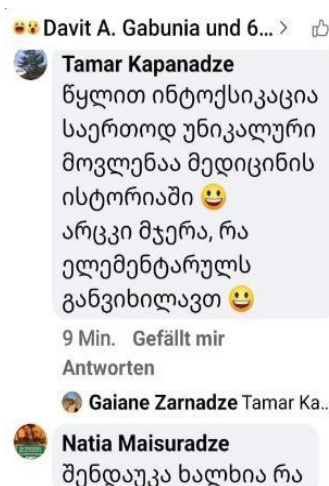 Davit A. Gabunia und 6... >
Tamar Kapanadze
წყლით ინტოქსიკაცია
საერთოდ უნიკალური
მოვლენაა მედიცინის
ისტორიაში 😀
არცკი მჯერა, რა
ელემენტარულს
განვიხილავთ 😀
9 Min. Gefällt mir
Antworten
Gaiane Zarnadze Tamar Ka...
Natia Maisuradze
შენდაუკა ხალხია რა